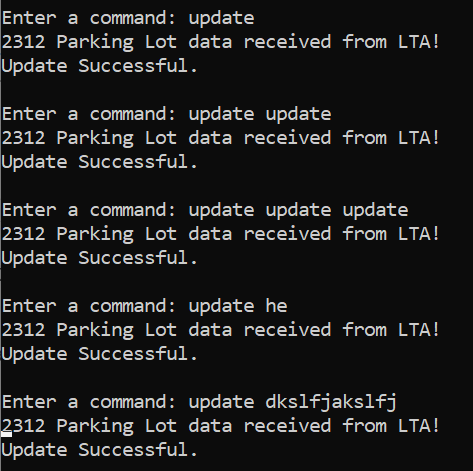 Enter a command: update
2312 Parking Lot data received from LTA!
Update Successful.
Enter a command: update update
2312 Parking Lot data received from LTA!
Update Successful.
Enter a command: update update update
2312 Parking Lot data received from LTA!
Update Successful.
Enter a command: update he
2312 Parking Lot data received from LTA!
Update Successful.
Enter a command: update dkslfjakslfj
2312 Parking Lot data received from LTA!
Update Successful.